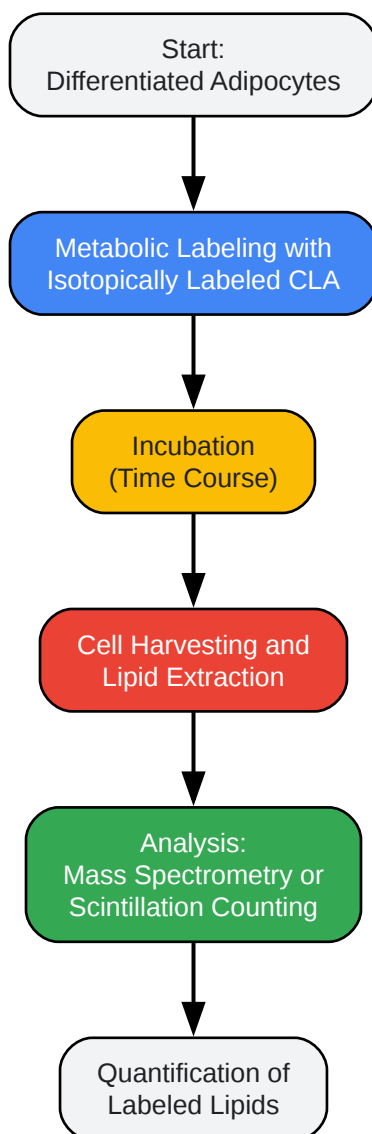 Start:
Differentiated Adipocytes
Metabolic Labeling with
Isotopically Labeled CLA
Incubation
(Time Course)
Cell Harvesting and
Lipid Extraction
Analysis:
Mass Spectrometry or
Scintillation Counting
Quantification of
Labeled Lipids